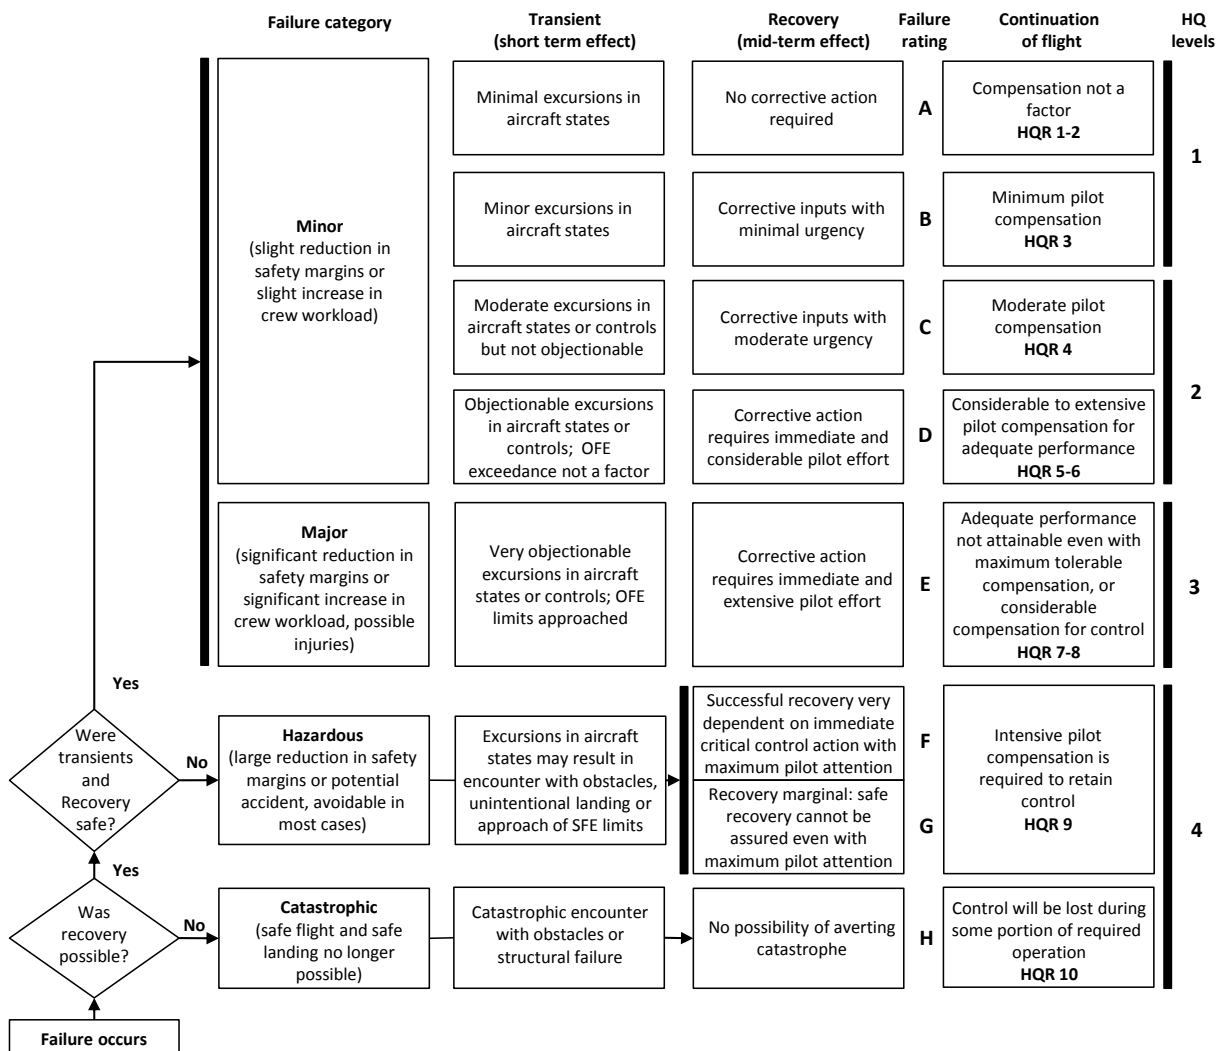 Failure category
Transient
(short term effect)
Recovery
(mid-term effect)
Failure
rating
Continuation
of flight
HQ
levels
Minor
(slight reduction in
safety margins or
slight increase in
crew workload)
Minimal excursions in
aircraft states
No corrective action
required
A
Compensation not a
factor
HQR 1-2
1
Minor excursions in
aircraft states
Corrective inputs with
minimal urgency
B
Minimum pilot
compensation
HQR 3
Moderate excursions in
aircraft states or controls
but not objectionable
Corrective inputs with
moderate urgency
C
Moderate pilot
compensation
HQR 4
2
Objectionable excursions
in aircraft states or
controls;  OFE
exceedance not a factor
Corrective action
requires immediate and
considerable pilot effort
D
Considerable to extensive
pilot compensation for
adequate performance
HQR 5-6
Major
(significant reduction in
safety margins or
significant increase in
crew workload, possible
injuries)
Very objectionable
excursions in aircraft
states or controls; OFE
limits approached
Corrective action
requires immediate and
extensive pilot effort
E
Adequate performance
not attainable even with
maximum tolerable
compensation, or
considerable
compensation for control
HQR 7-8
3
Yes
Were
transients
and
Recovery
safe?
No
Hazardous
(large reduction in safety
margins or potential
accident, avoidable in
most cases)
Excursions in aircraft
states may result in
encounter with obstacles,
unintentional landing or
approach of SFE limits
Successful recovery very
dependent on immediate
critical control action with
maximum pilot attention
F
Recovery marginal: safe
recovery cannot be
assured even with
maximum pilot attention
G
Intensive pilot
compensation is
required to retain
control
HQR 9
4
Yes
Was
recovery
possible?
No
Catastrophic
(safe flight and safe
landing no longer
possible)
Catastrophic encounter
with obstacles or
structural failure
No possibility of averting
catastrophe
H
Control will be lost during
some portion of required
operation
HQR 10
Failure occurs